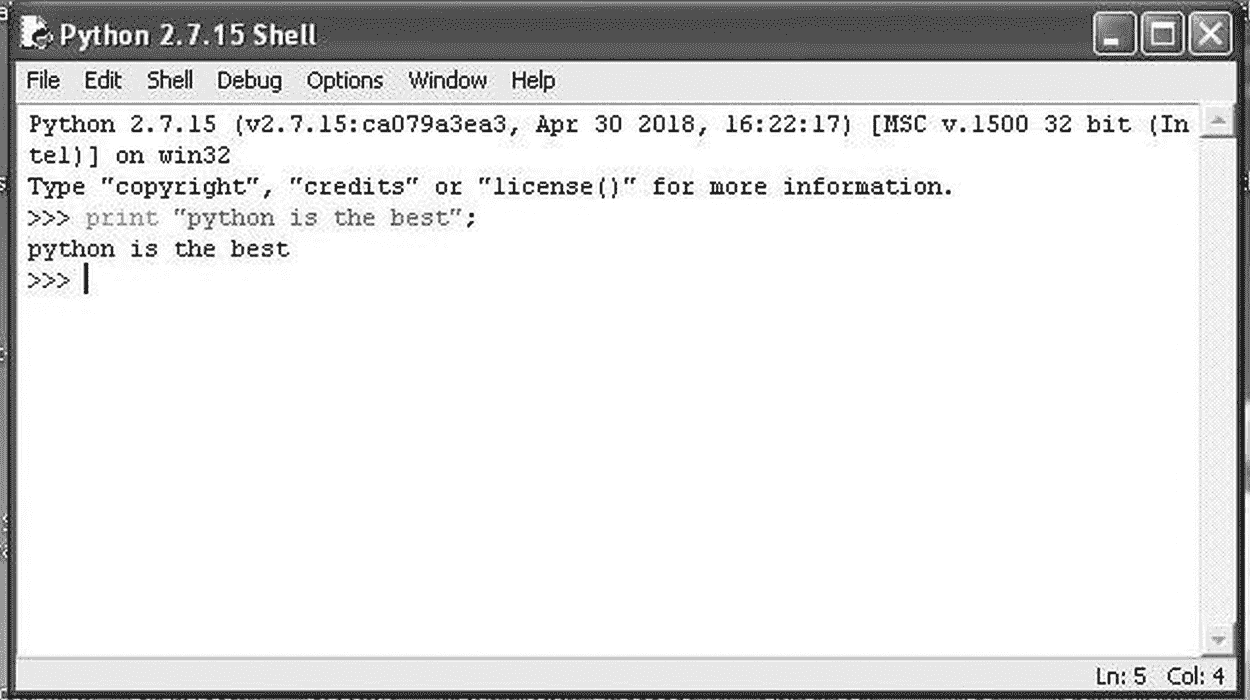 Python 2.7.15 Shell
File Edit Shell Debug Options Window Help
Python 2.7.15 (v2.7.15:ca079a3ea3, Apr 30 2018, 16:22:17) [MSC v.1500 32 bit (In
tel)] on win32
Type "copyright", "credits" or "license()" for more information.
>>> print "python is the best";
python is the best
>>>
Ln: 5 Col: 4